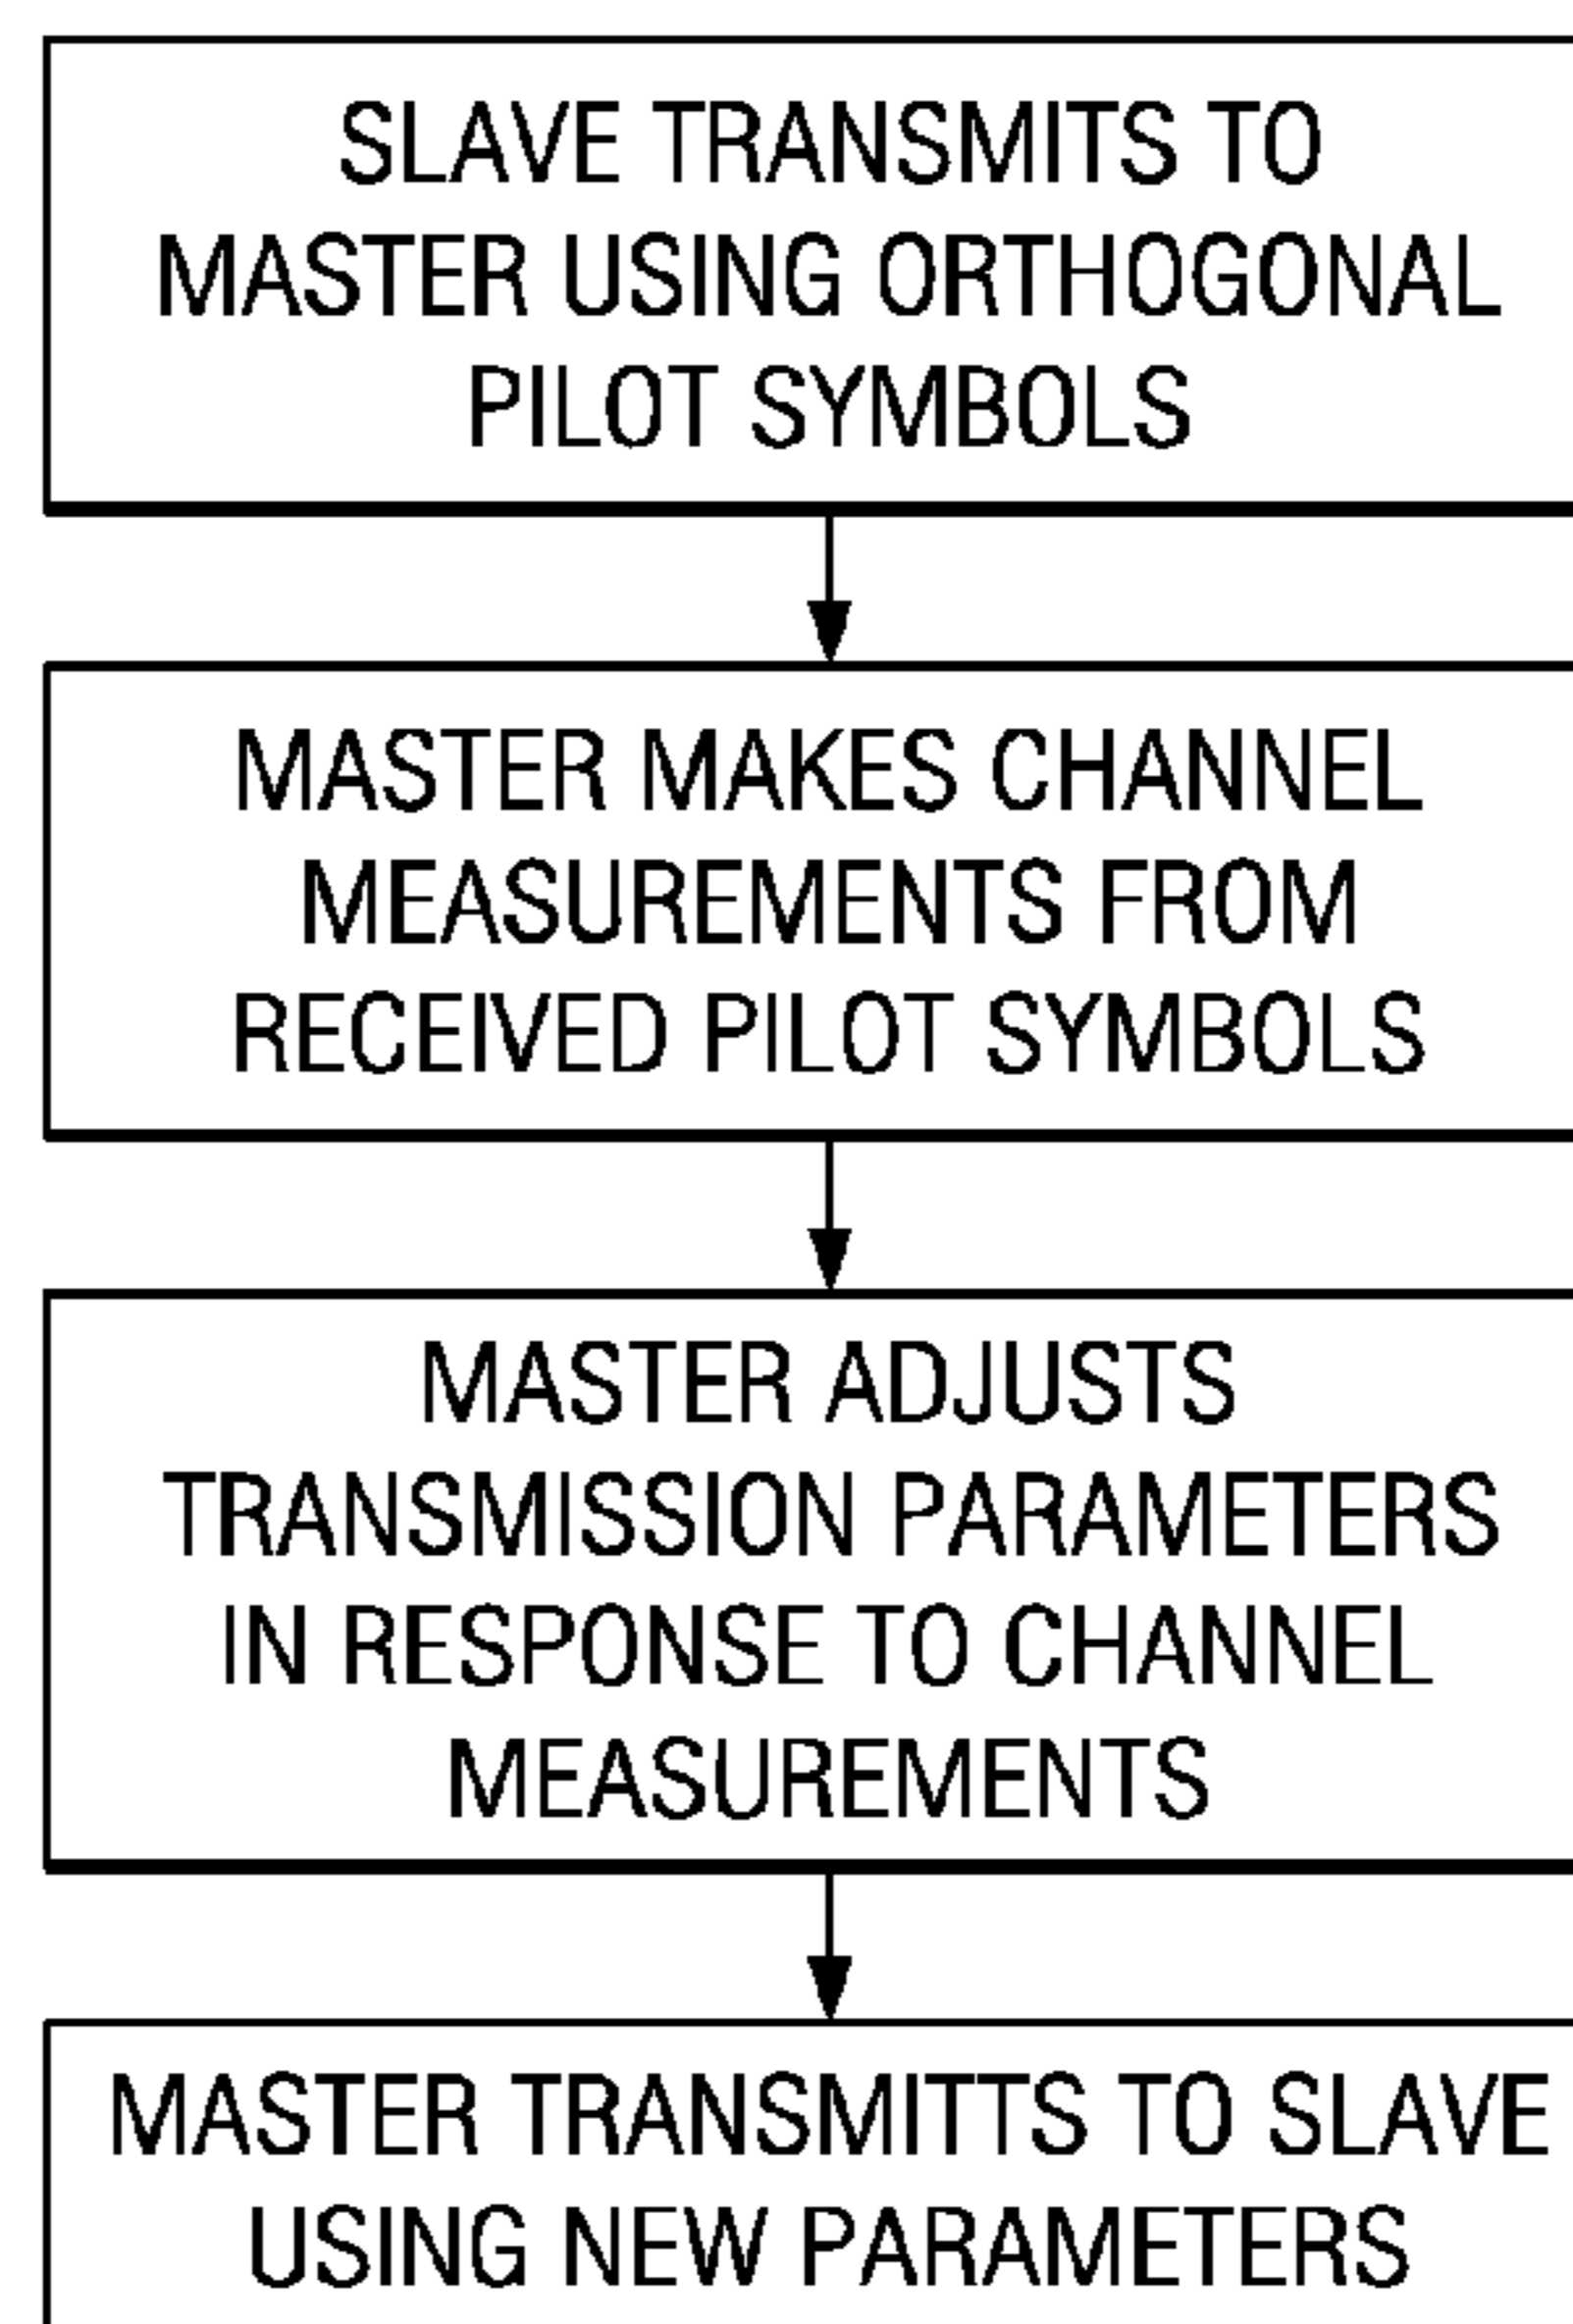 SLAVE TRANSMITS TO
MASTER USING ORTHOGONAL
PILOT SYMBOLS
MASTER MAKES CHANNEL
MEASUREMENTS FROM
RECEIVED PILOT SYMBOLS
MASTER ADJUSTS
TRANSMISSION PARAMETERS
IN RESPONSE TO CHANNEL
MEASUREMENTS
MASTER TRANSMITTS TO SLAVE
USING NEW PARAMETERS